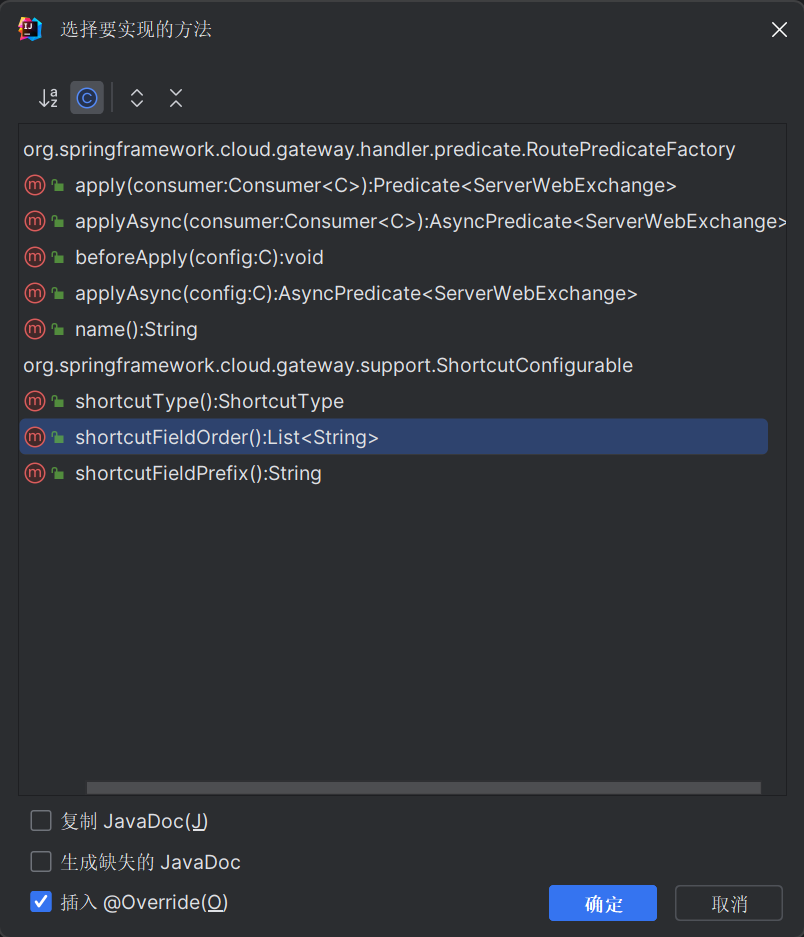 选择要实现的方法
org.springframework.cloud.gateway.handler.predicate.RoutePredicateFactory
apply(consumer:Consumer<C>):Predicate<ServerWebExchange>
applyAsync(consumer:Consumer<C>):AsyncPredicate<ServerWebExchange>
beforeApply(config:C):void
applyAsync(config:C):AsyncPredicate<ServerWebExchange>
name():String
org.springframework.cloud.gateway.support.ShortcutConfigurable
shortcutType():ShortcutType
shortcutFieldOrder():List<String>
shortcutFieldPrefix():String
复制 JavaDoc(J)
生成缺失的 JavaDoc
插入 @Override(O)
确定 取消